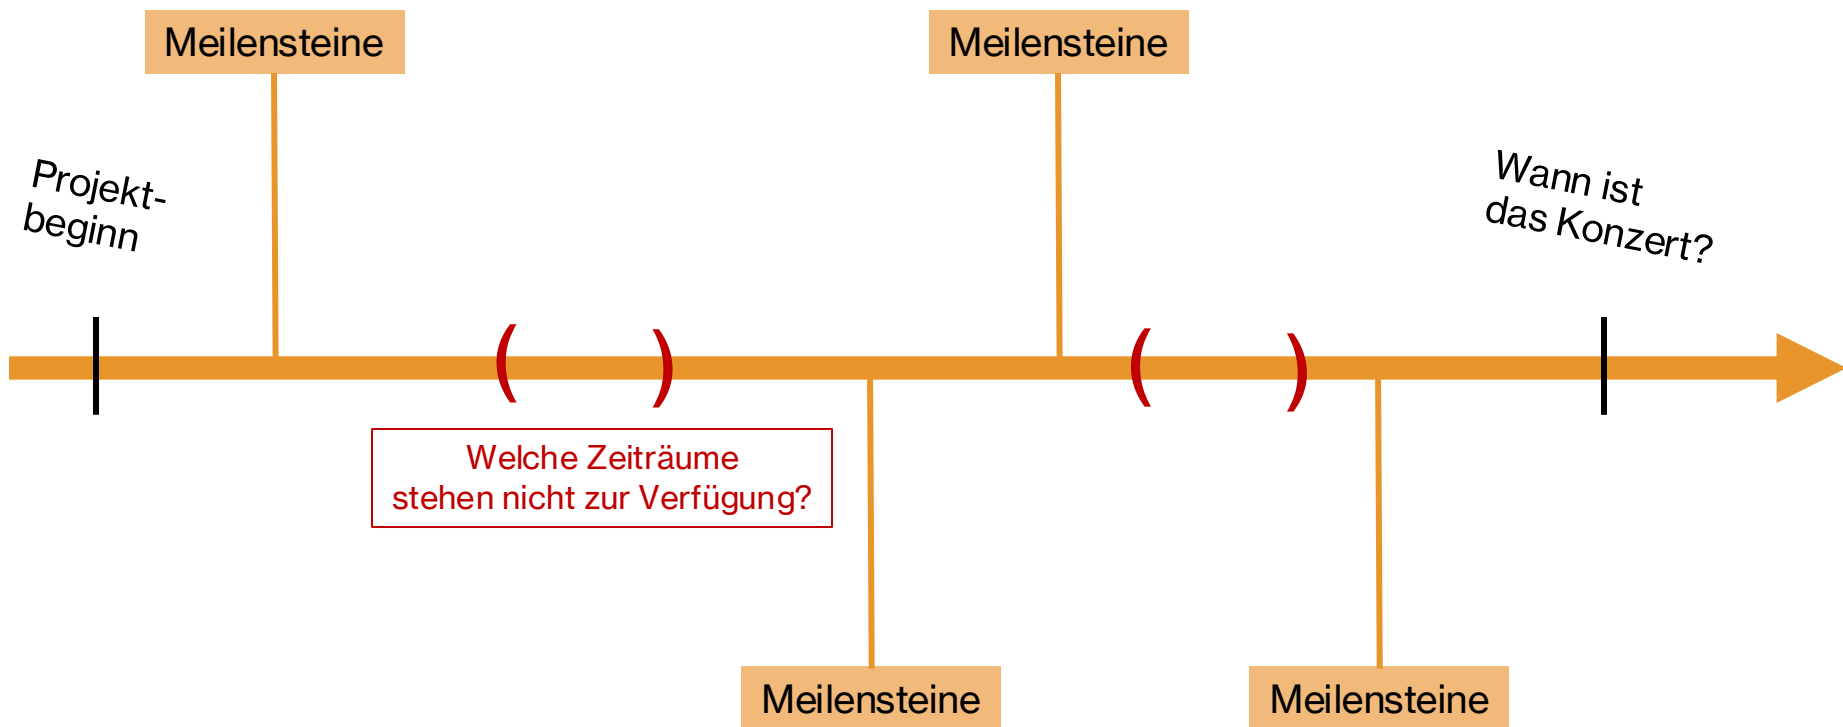 Meilensteine
Meilensteine
Projekt-
beginn
Wann ist
das Konzert?
( ) ( )
Welche Zeiträume
stehen nicht zur Verfügung?
Meilensteine
Meilensteine